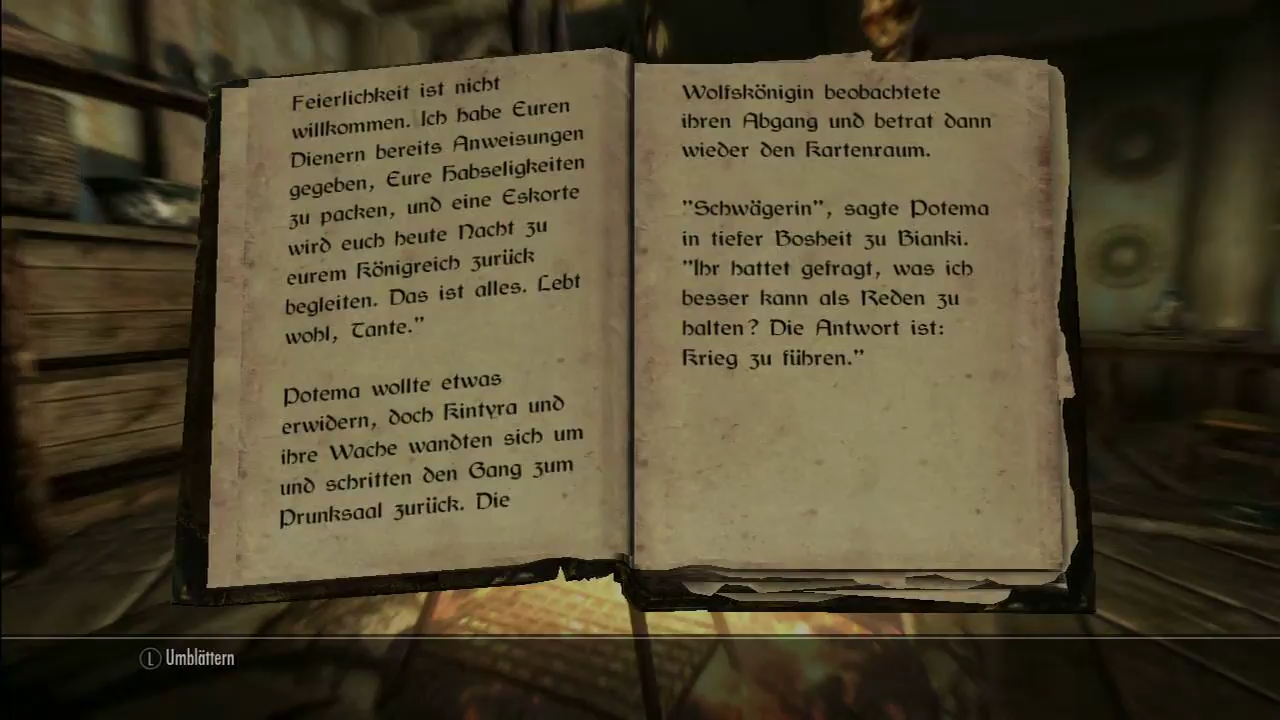 Feierlichkeit ist nicht
willkommen. Ich habe Euren
Dienern bereits Anweisungen
gegeben, Eure Habseligkeiten
zu packen, und eine Eskorte
wird euch heute Nacht zu
eurem Königreich zurück
begleiten. Das ist alles. Lebt
wohl, Tante."
Potema wollte etwas
erwidern, doch Kintyra und
ihre Wache wandten sich um
und schritten den Gang zum
Prunksaal zurück. Die
Wolfskönigin beobachtete
ihren Abgang und betrat dann
wieder den Kartenraum.
"Schwägerin", sagte Potema
in tiefer Bosheit zu Bianki.
"Ihr hattet gefragt, was ich
besser kann als Reden zu
halten? Die Antwort ist:
Krieg zu führen."
L Umblättern